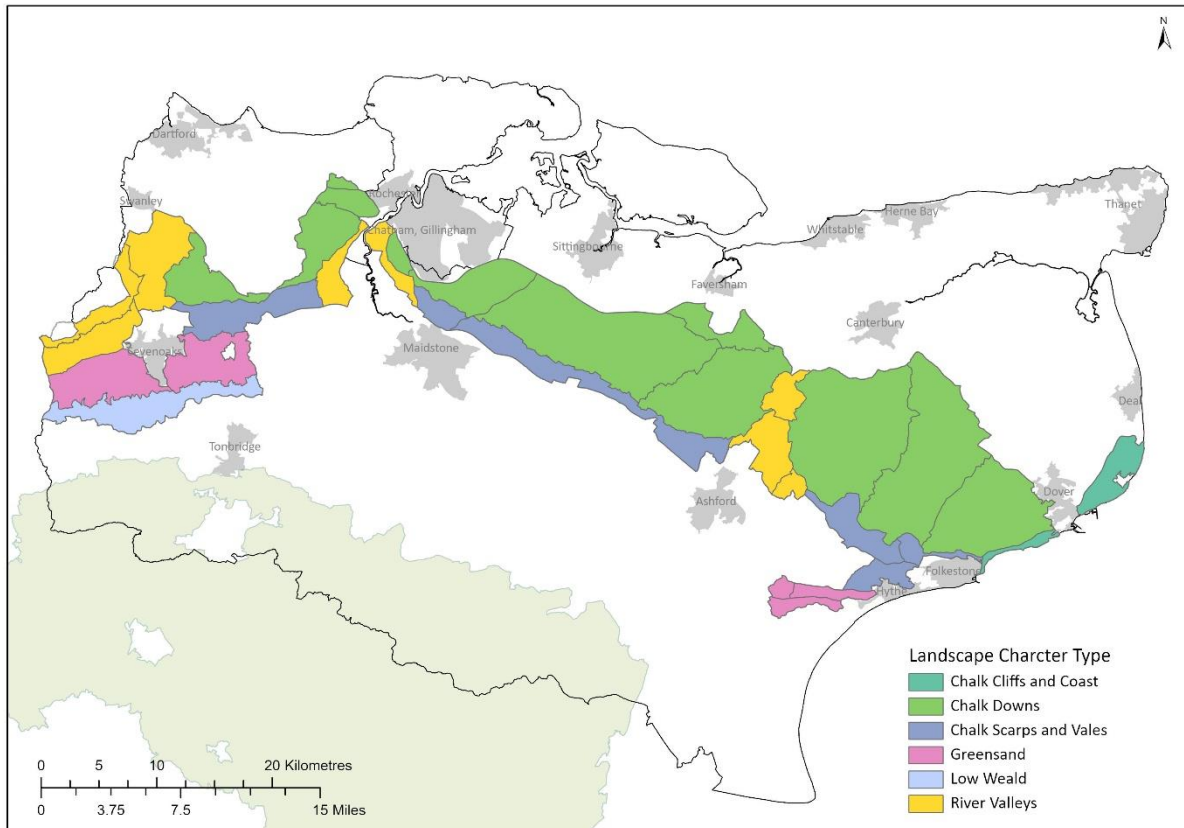 N
Dartford
Swanley
Rochester
Chatham, Gillingham
Sittingbourne
Whitstable
Herne Bay
Thanet
Faversham
Canterbury
Sevenoaks
Maidstone
Deal
Tonbridge
Ashford
Dover
Folkestone
Hythe
Landscape Charcter Type
Chalk Cliffs and Coast
Chalk Downs
Chalk Scarps and Vales
Greensand
Low Weald
River Valleys
0 5 10 20 Kilometres
0 3.75 7.5 15 Miles